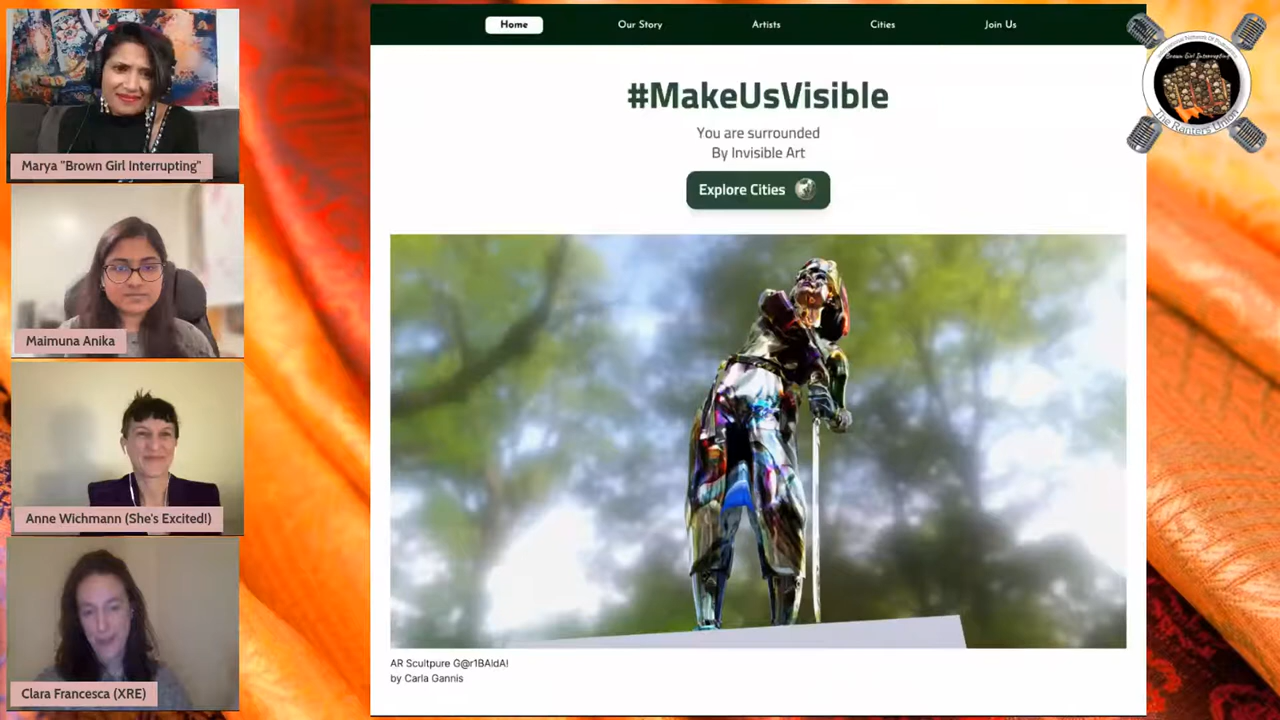 Marya "Brown Girl Interrupting"
Maimuna Anika
Anne Wichmann (She's Excited!)
Clara Francesca (XRE)
Home
Our Story
Artists
Cities
Join Us
#MakeUsVisible
You are surrounded
By Invisible Art
Explore Cities
AR Scultpure G@r1BAldA!
by Carla Gannis
Brown Girl Interrupting
The Ranters Union